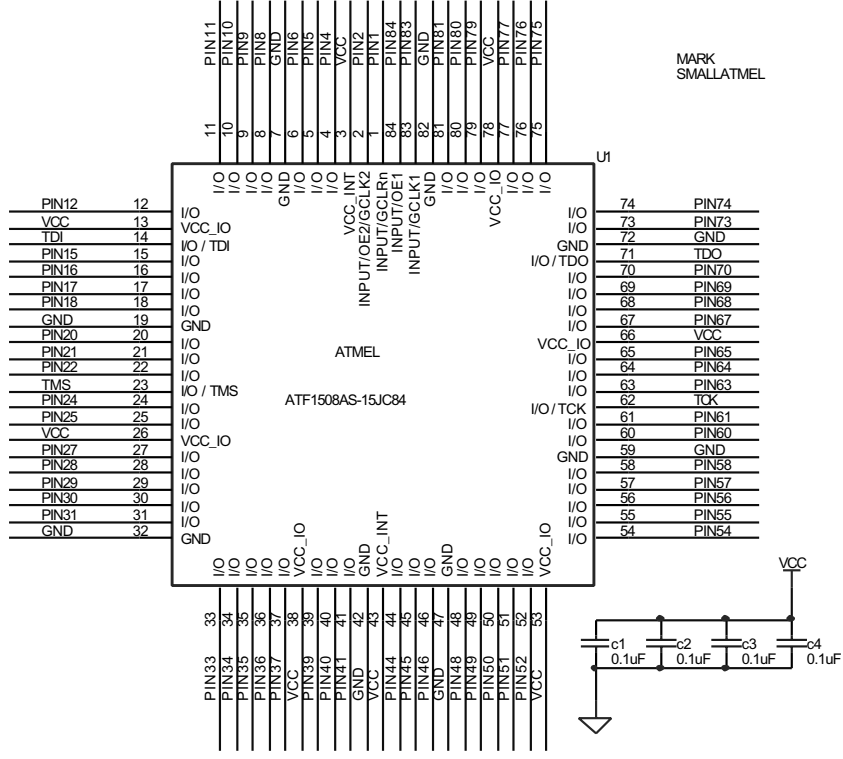 PIN11 PIN10 PIN9 PIN8 GND PIN6 PIN5 PIN4 VCC PIN2 PIN1 PIN84 PIN83 GND PIN81 PIN80 PIN79 VCC PIN77 PIN76 PIN75
MARK
SMALLATMEL
11 10 9 8 7 6 5 4 3 2 1 84 83 82 81 80 79 78 77 76 75
U1
I/O I/O I/O I/O GND I/O I/O I/O VCC_INT INPUT/OE2/GCLK2 INPUT/GCLRn INPUT/OE1 INPUT/GCLK1 GND I/O I/O I/O VCC_IO I/O I/O I/O
PIN12 12 I/O I/O 74 PIN74
VCC 13 VCC_IO I/O 73 PIN73
TDI 14 I/O / TDI GND 72 GND
PIN15 15 I/O I/O / TDO 71 TDO
PIN16 16 I/O I/O 70 PIN70
PIN17 17 I/O I/O 69 PIN69
PIN18 18 I/O I/O 68 PIN68
GND 19 GND I/O 67 PIN67
PIN20 20 I/O VCC_IO 66 VCC
PIN21 21 I/O I/O 65 PIN65
PIN22 22 I/O I/O 64 PIN64
TMS 23 I/O / TMS I/O 63 PIN63
PIN24 24 I/O I/O / TCK 62 TCK
PIN25 25 I/O I/O 61 PIN61
VCC 26 VCC_IO I/O 60 PIN60
PIN27 27 I/O GND 59 GND
PIN28 28 I/O I/O 58 PIN58
PIN29 29 I/O I/O 57 PIN57
PIN30 30 I/O I/O 56 PIN56
PIN31 31 I/O I/O 55 PIN55
GND 32 GND I/O 54 PIN54
ATMEL
ATF1508AS-15JC84
I/O I/O I/O I/O I/O VCC_IO I/O I/O I/O GND VCC_INT I/O I/O I/O GND I/O I/O I/O I/O I/O VCC_IO
33 34 35 36 37 38 39 40 41 42 43 44 45 46 47 48 49 50 51 52 53
PIN33 PIN34 PIN35 PIN36 PIN37 VCC PIN39 PIN40 PIN41 GND VCC PIN44 PIN45 PIN46 GND PIN48 PIN49 PIN50 PIN51 PIN52 VCC
VCC
c1 c2 c3 c4
0.1uF 0.1uF 0.1uF 0.1uF